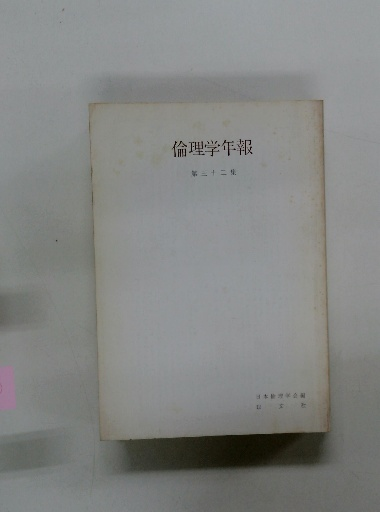 倫理学年報
第三十二集
日本倫理学会編
以文社